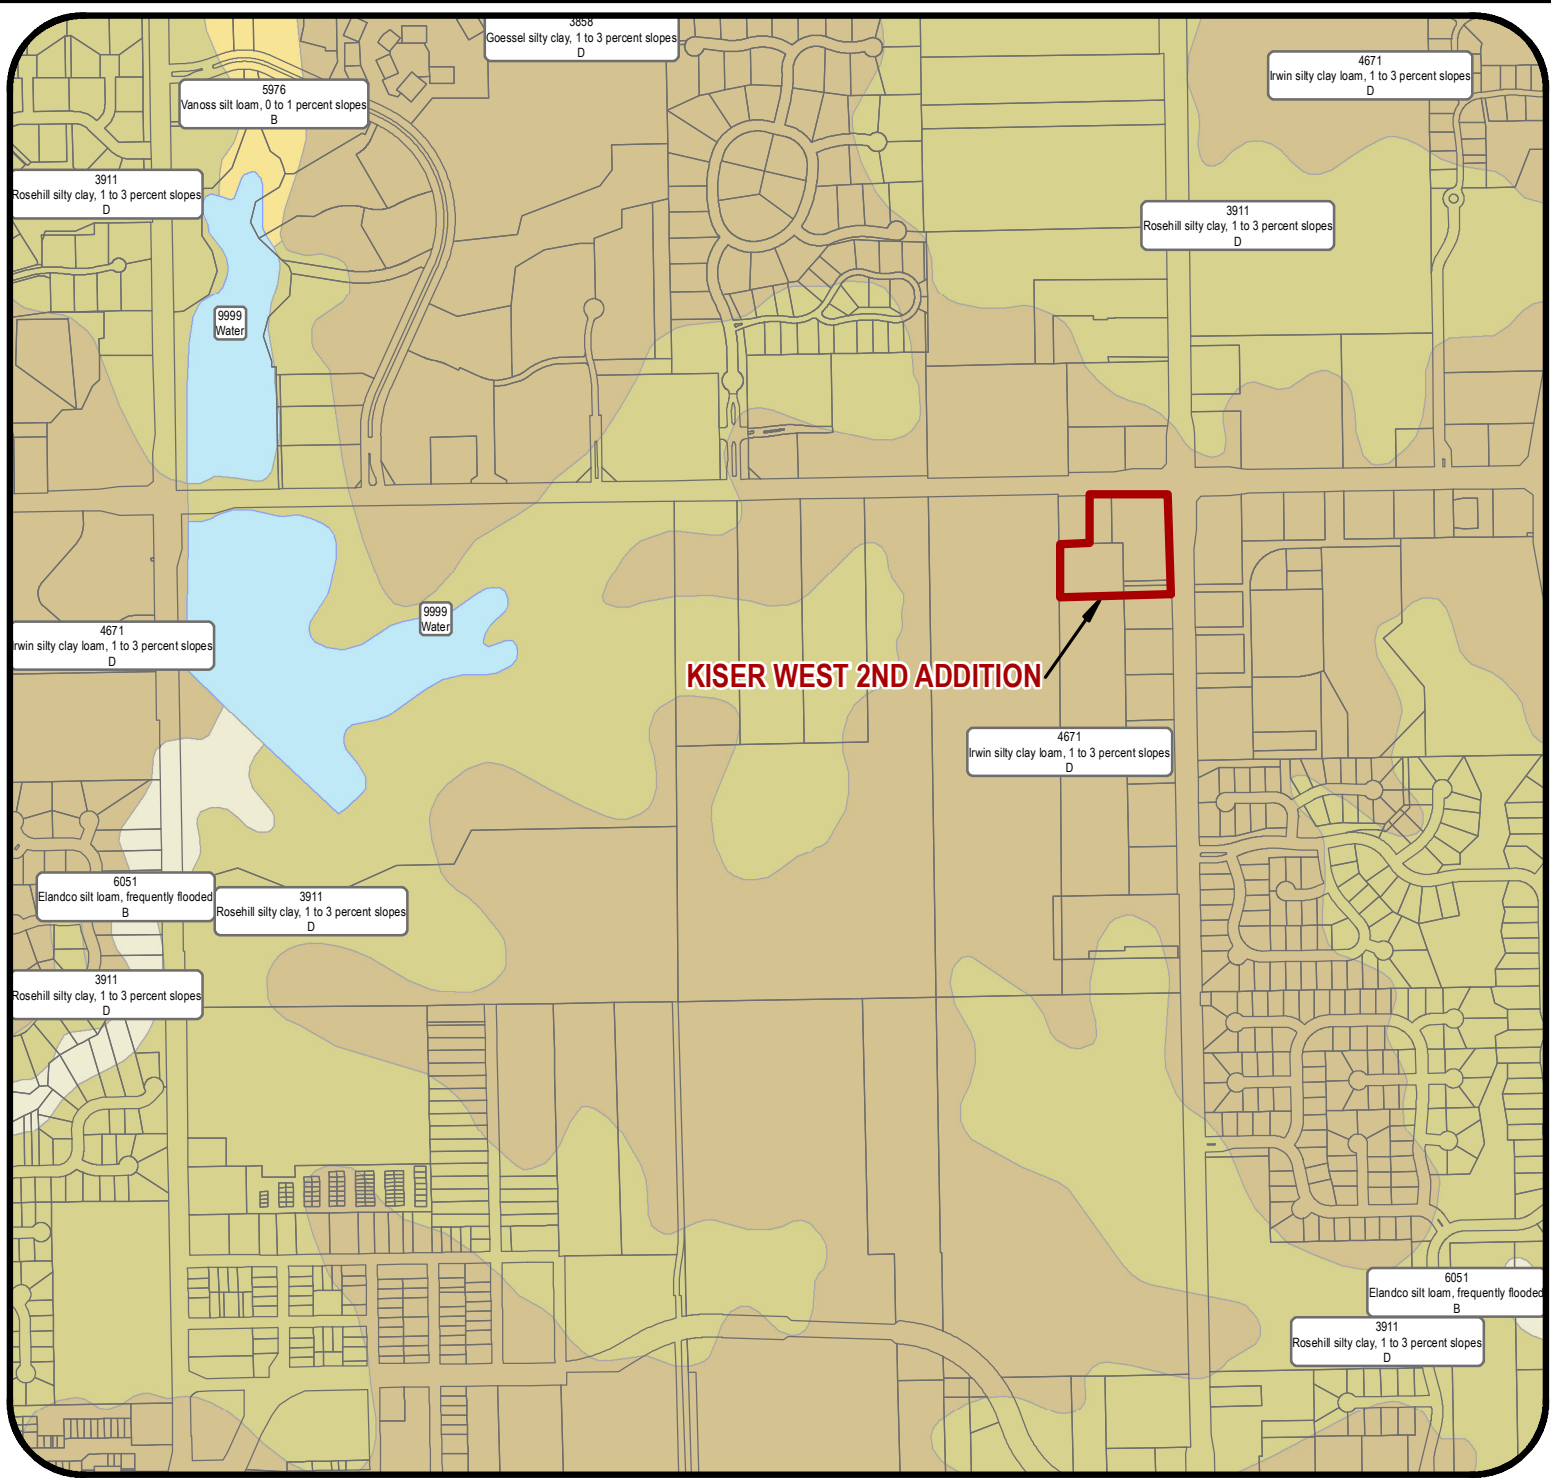 3858
Goessel silty clay, 1 to 3 percent slopes
D
4671
Irwin silty clay loam, 1 to 3 percent slopes
D
5976
Vanoss silt loam, 0 to 1 percent slopes
B
3911
Rosehill silty clay, 1 to 3 percent slopes
D
3911
Rosehill silty clay, 1 to 3 percent slopes
D
9999
Water
9999
Water
4671
Irwin silty clay loam, 1 to 3 percent slopes
D
KISER WEST 2ND ADDITION
4671
Irwin silty clay loam, 1 to 3 percent slopes
D
6051
Elandco silt loam, frequently flooded
B
3911
Rosehill silty clay, 1 to 3 percent slopes
D
3911
Rosehill silty clay, 1 to 3 percent slopes
D
6051
Elandco silt loam, frequently flooded
B
3911
Rosehill silty clay, 1 to 3 percent slopes
D